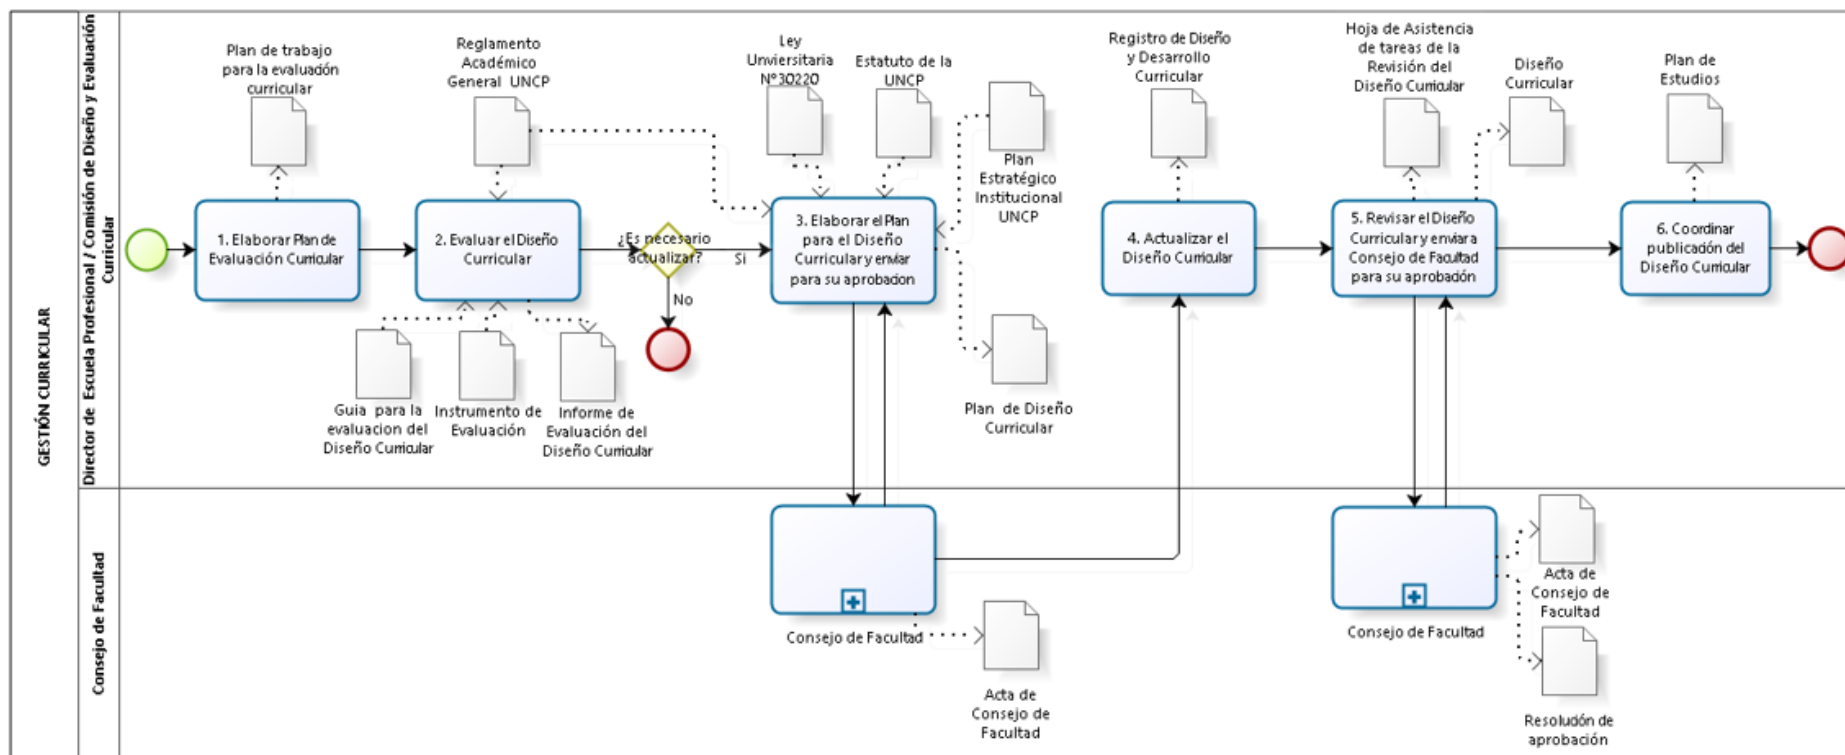 GESTIÓN CURRICULAR
Director de Escuela Profesional / Comisión de Diseño y Evaluación
Curricular
Plan de trabajo
para la evaluación
curricular
Reglamento
Académico
General UNCP
Ley
Unviersitaria
N°30220
Estatuto de la
UNCP
Plan
Estratégico
Institucional
UNCP
Registro de Diseño
y Desarrollo
Curricular
Hoja de Asistencia
de tareas de la
Revisión del
Diseño Curricular
Diseño
Curricular
Plan de
Estudios
1. Elaborar Plan de
Evaluación Curricular
2. Evaluar el Diseño
Curricular
¿Es necesario
actualizar?
Si
No
3. Elaborar el Plan
para el Diseño
Curricular y enviar
para su aprobacion
4. Actualizar el
Diseño Curricular
5. Revisar el Diseño
Curricular y enviar a
Consejo de Facultad
para su aprobación
6. Coordinar
publicación del
Diseño Curricular
Guia para la
evaluacion del
Diseño Curricular
Instrumento de
Evaluación
Informe de
Evaluación del
Diseño Curricular
Plan de Diseño
Curricular
Consejo de Facultad
Consejo de Facultad
Acta de
Consejo de
Facultad
Consejo de Facultad
Acta de
Consejo de
Facultad
Resolución de
aprobación